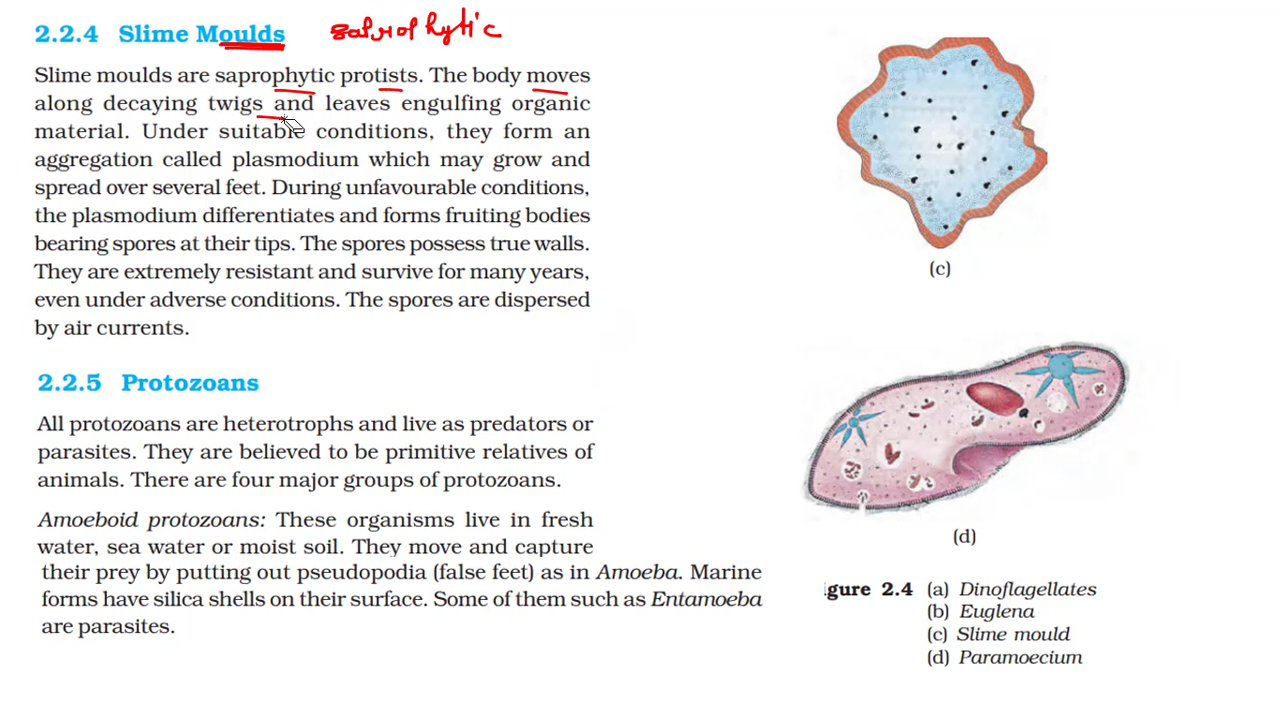 2.2.4 Slime Moulds saprophytic
Slime moulds are saprophytic protists. The body moves
along decaying twigs and leaves engulfing organic
material. Under suitable conditions, they form an
aggregation called plasmodium which may grow and
spread over several feet. During unfavourable conditions,
the plasmodium differentiates and forms fruiting bodies
bearing spores at their tips. The spores possess true walls.
They are extremely resistant and survive for many years,
even under adverse conditions. The spores are dispersed
by air currents.
2.2.5 Protozoans
All protozoans are heterotrophs and live as predators or
parasites. They are believed to be primitive relatives of
animals. There are four major groups of protozoans.
Amoeboid protozoans: These organisms live in fresh
water, sea water or moist soil. They move and capture
their prey by putting out pseudopodia (false feet) as in Amoeba. Marine
forms have silica shells on their surface. Some of them such as Entamoeba
are parasites.
(c)
(d)
gure 2.4 (a) Dinoflagellates
(b) Euglena
(c) Slime mould
(d) Paramoecium